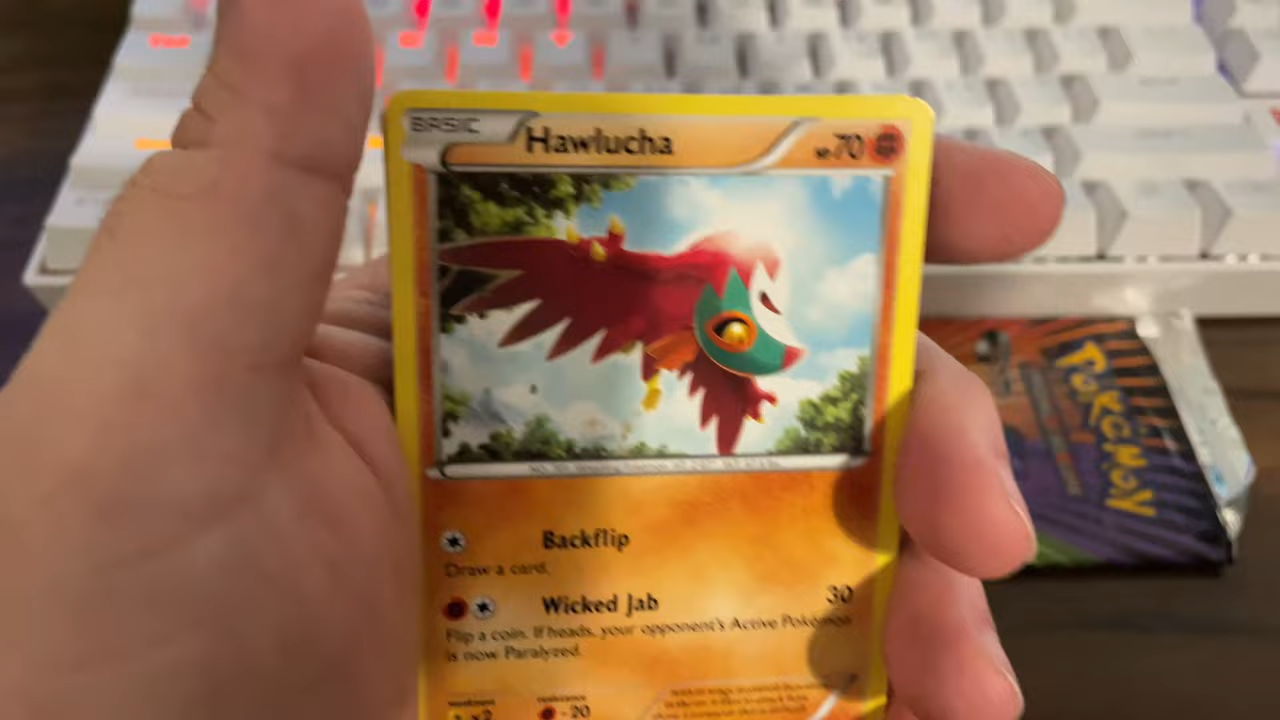 BASIC
Hawlucha
HP70
Backflip
Draw a card.
Wicked Jab
30
Flip a coin. If heads, your opponent's Active Pokémon
is now Paralyzed.
weakness
×2
resistance
-20
POKéMON